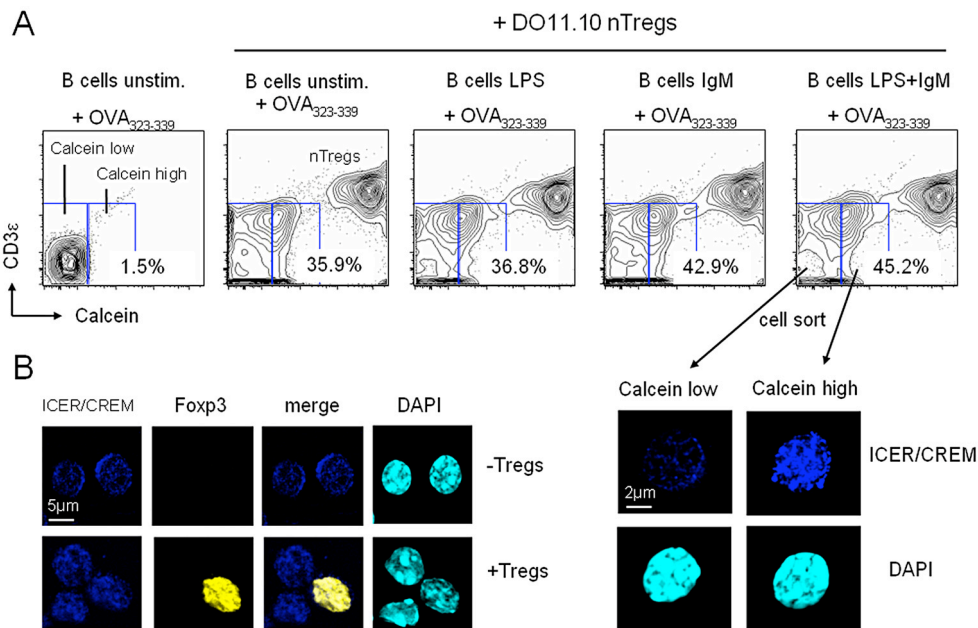 A
+ DO11.10 nTregs
B cells unstim.
+ OVA323-339
B cells unstim.
+ OVA323-339
B cells LPS
+ OVA323-339
B cells IgM
+ OVA323-339
B cells LPS+IgM
+ OVA323-339
Calcein low
Calcein high
nTregs
1.5%
35.9%
36.8%
42.9%
45.2%
CD3ε
Calcein
cell sort
B
ICER/CREM
Foxp3
merge
DAPI
-Tregs
5µm
+Tregs
Calcein low
Calcein high
ICER/CREM
2µm
DAPI